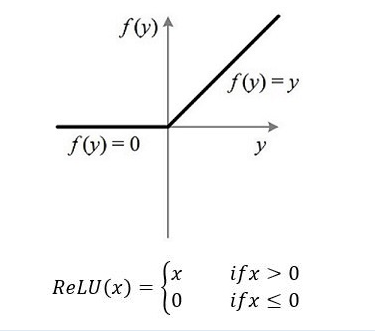 f(y)
f(y) = y
f(y) = 0
y
ReLU(x) = {x if x > 0
0 if x ≤ 0